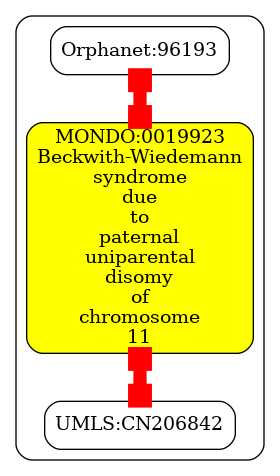 Orphanet:96193
MONDO:0019923
Beckwith-Wiedemann
syndrome
due
to
paternal
uniparental
disomy
of
chromosome
11
UMLS:CN206842